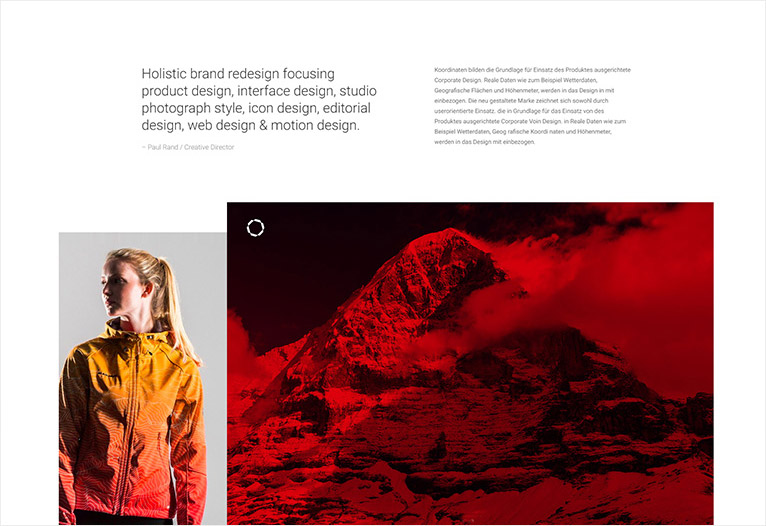 Holistic brand redesign focusing
product design, interface design, studio
photograph style, icon design, editorial
design, web design & motion design.
– Paul Rand / Creative Director
Koordinaten bilden die Grundlage für Einsatz des Produktes ausgerichtete
Corporate Design. Reale Daten wie zum Beispiel Wetterdaten,
Geografische Flächen und Höhenmeter, werden in das Design in mit
einbezogen. Die neu gestaltete Marke zeichnet sich sowohl durch
userorientierte Einsatz. die in Grundlage für das Einsatz von des
Produktes ausgerichtete Corporate Voin Design. in Reale Daten wie zum
Beispiel Wetterdaten, Geog rafische Koordi naten und Höhenmeter,
werden in das Design mit einbezogen.